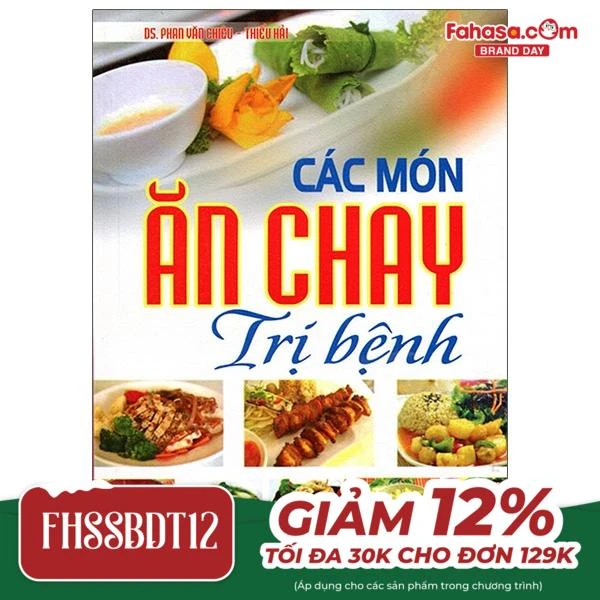 DS. PHAN VĂN CHIÊU - THIỆU HẢI
Fahasa.com
BRAND DAY
CÁC MÓN
ĂN CHAY
Trị bệnh
FHSSBDT12
GIẢM 12%
TỐI ĐA 30K CHO ĐƠN 129K
(Áp dụng cho các sản phẩm trong chương trình)